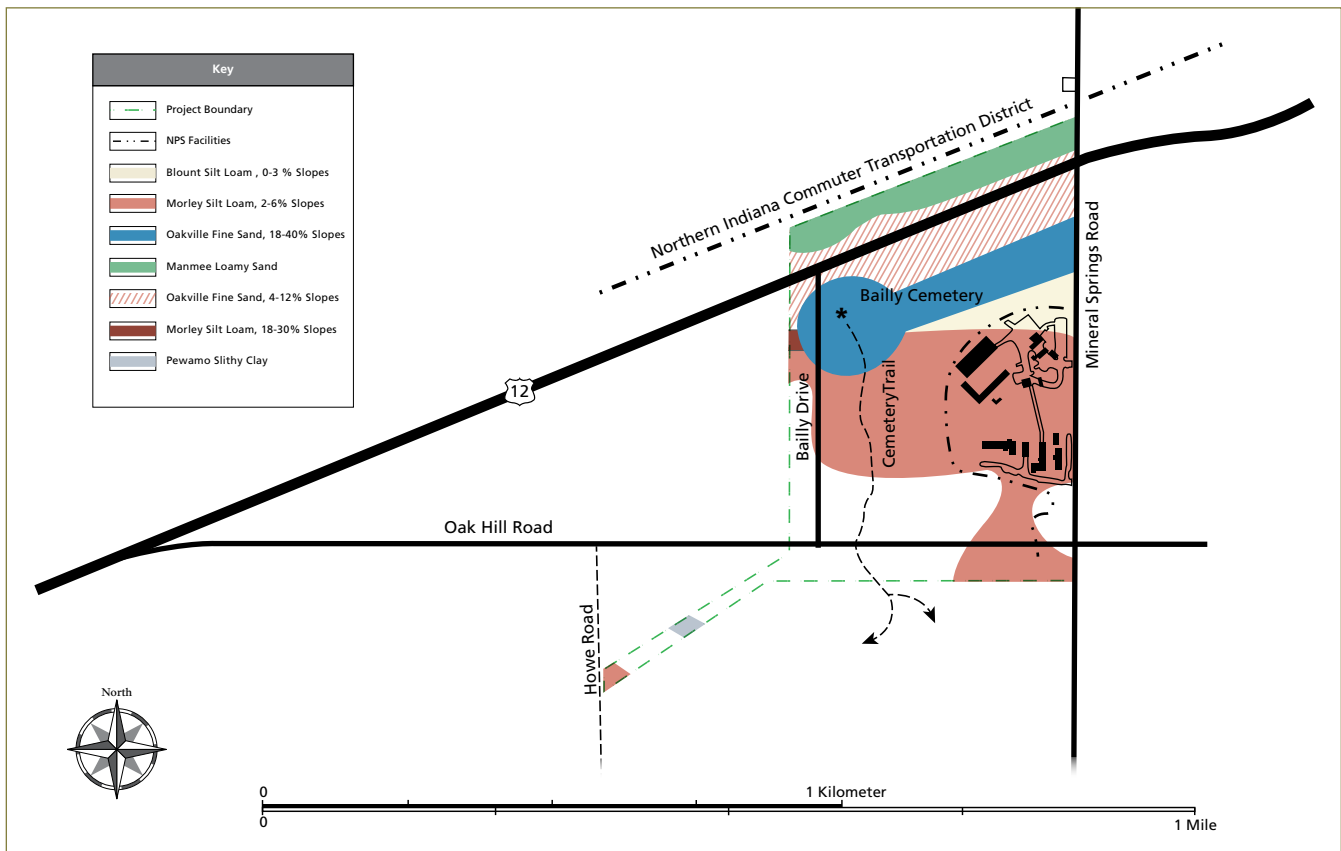 Key
Project Boundary
NPS Facilities
Blount Silt Loam , 0-3 % Slopes
Morley Silt Loam, 2-6% Slopes
Oakville Fine Sand, 18-40% Slopes
Manmee Loamy Sand
Oakville Fine Sand, 4-12% Slopes
Morley Silt Loam, 18-30% Slopes
Pewamo Slithy Clay
Northern Indiana Commuter Transportation District
Mineral Springs Road
Bailly Cemetery
*
CemeteryTrail
Bailly Drive
12
Oak Hill Road
Howe Road
North
0
1 Kilometer
0
1 Mile